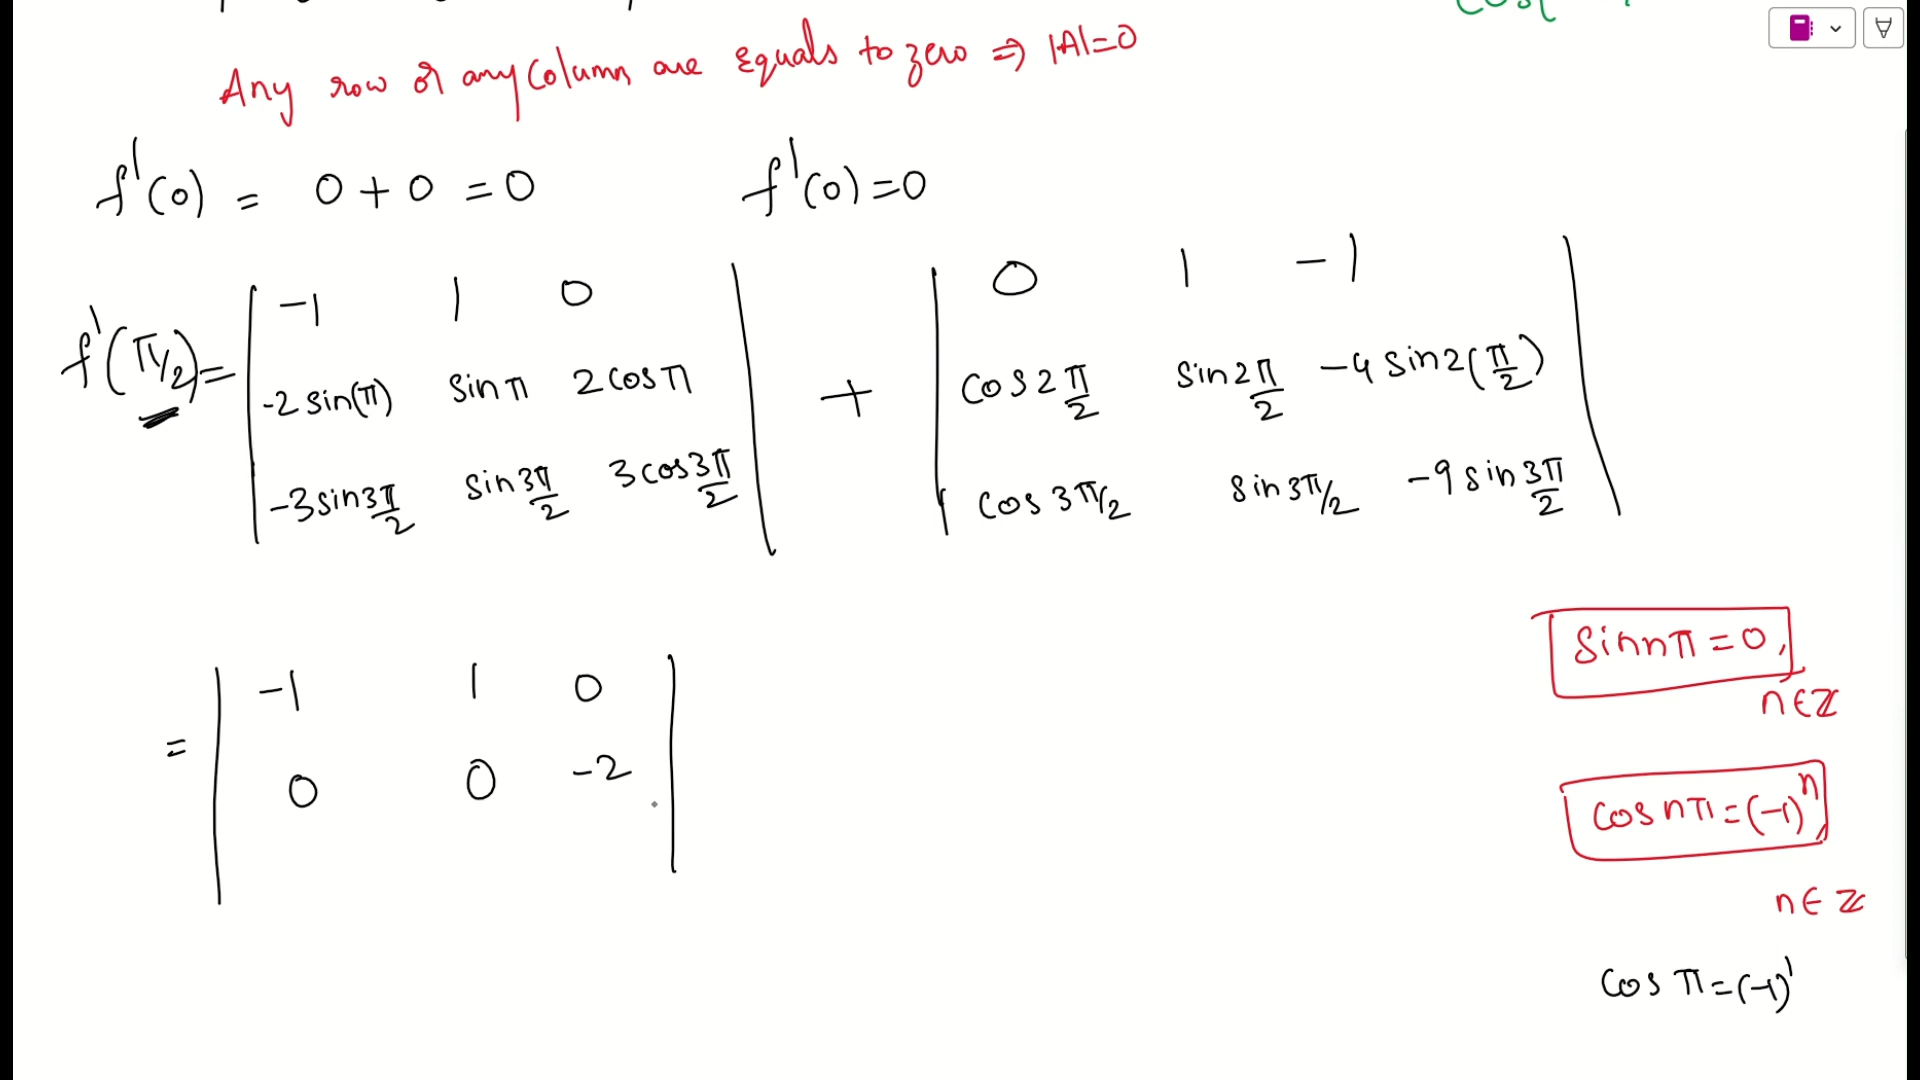 Any row or any column are equals to zero ⇒ |A|=0
f'(0) = 0+0 =0 f'(0)=0
f'(π/2)= | -1 1 0 | + | 0 1 -1 |
| -2 sin(π) sin π 2 cos π | | cos 2 π/2 sin 2 π/2 -4 sin 2(π/2) |
| -3 sin 3π/2 sin 3π/2 3 cos 3π/2 | | cos 3π/2 sin 3π/2 -9 sin 3π/2 |
sin nπ = 0,
n∈Z
= | -1 1 0 |
| 0 0 -2 |
cos nπ = (-1)^n,
n∈Z
cos π = (-1)^1